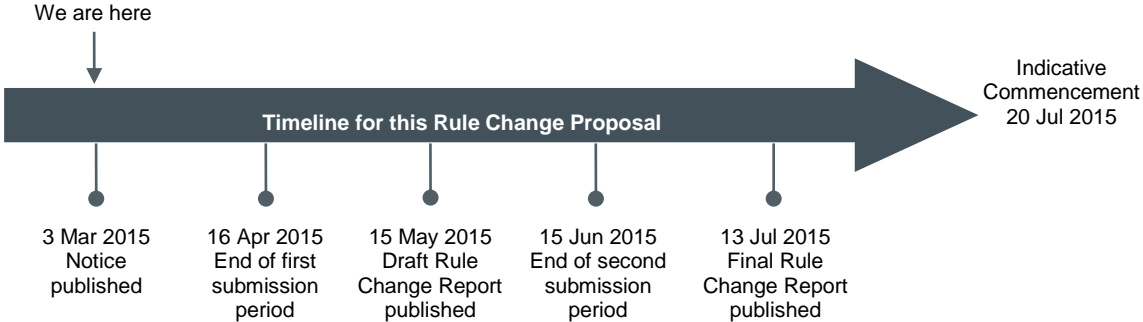 We are here
Timeline for this Rule Change Proposal
Indicative
Commencement
20 Jul 2015
3 Mar 2015
Notice
published
16 Apr 2015
End of first
submission
period
15 May 2015
Draft Rule
Change Report
published
15 Jun 2015
End of second
submission
period
13 Jul 2015
Final Rule
Change Report
published